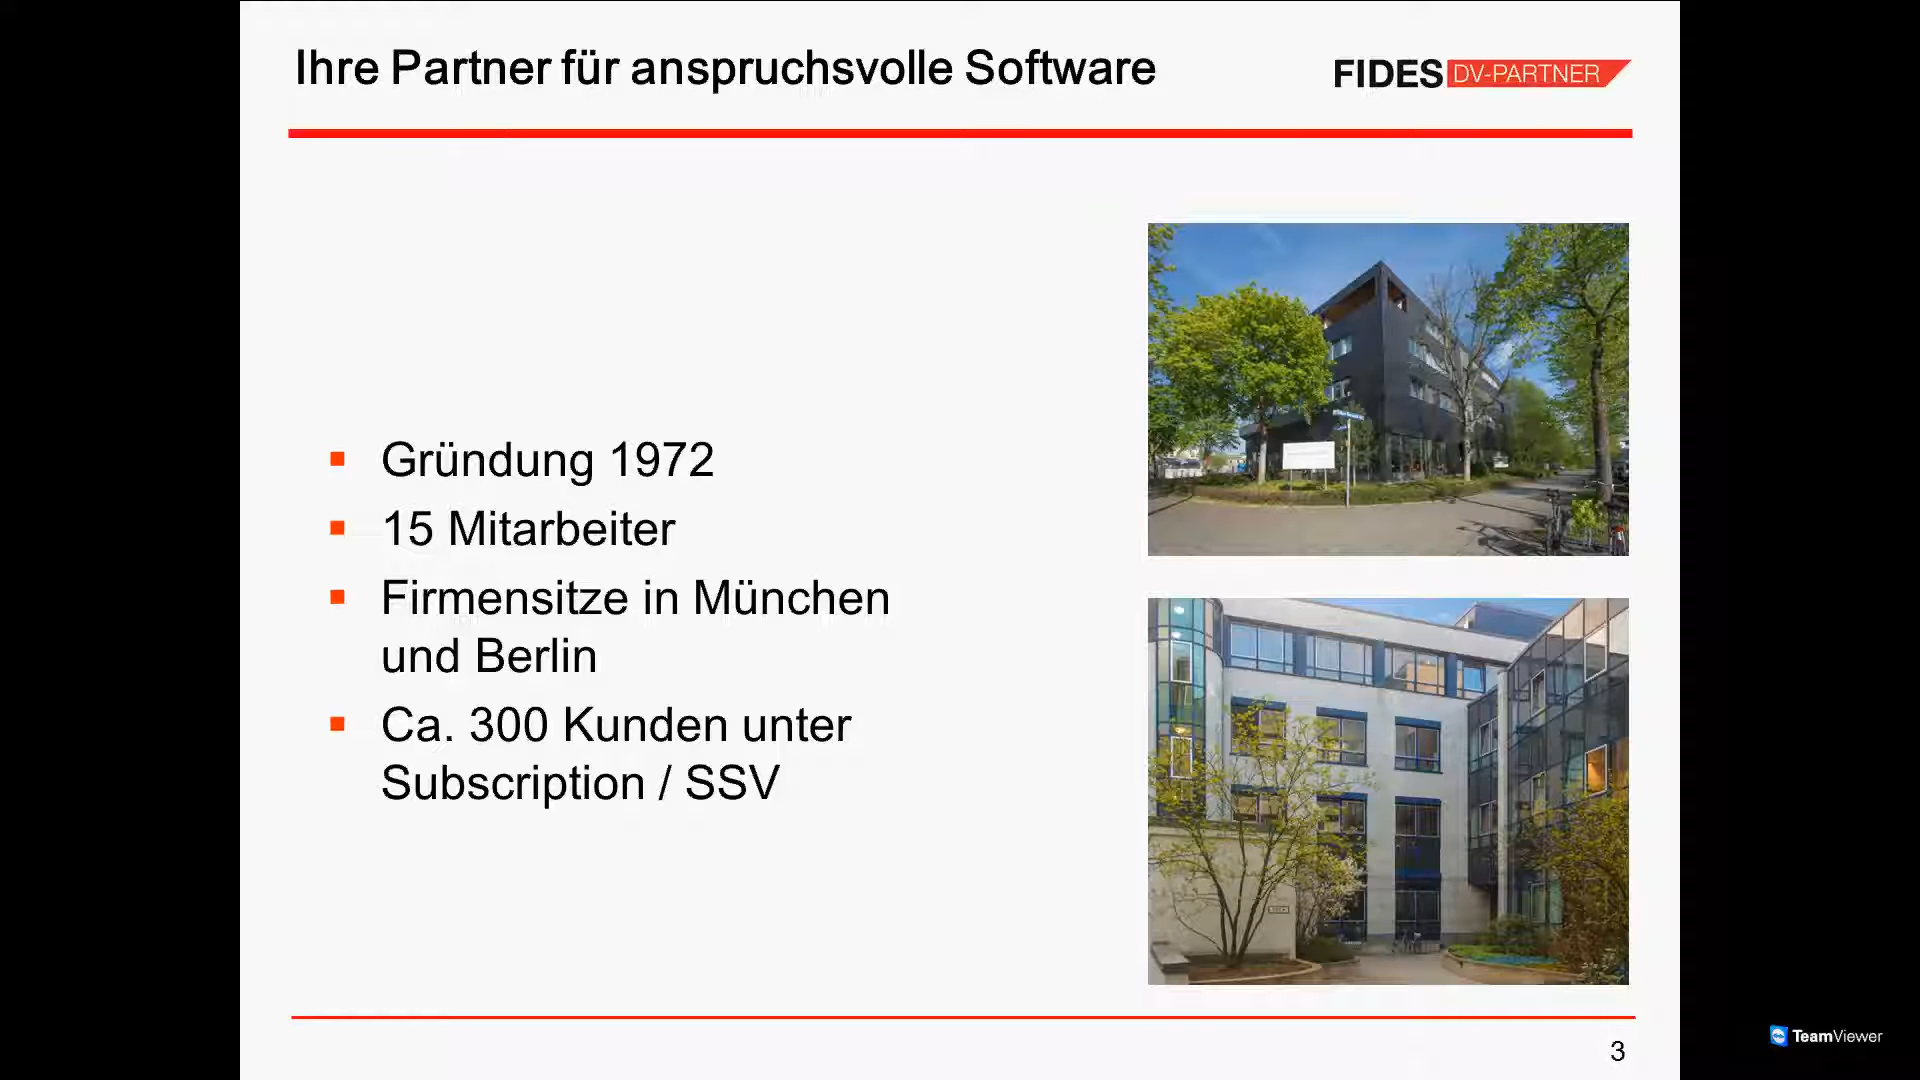 Ihre Partner für anspruchsvolle Software
FIDES DV-PARTNER
Gründung 1972
15 Mitarbeiter
Firmensitze in München
und Berlin
Ca. 300 Kunden unter
Subscription / SSV
3
TeamViewer